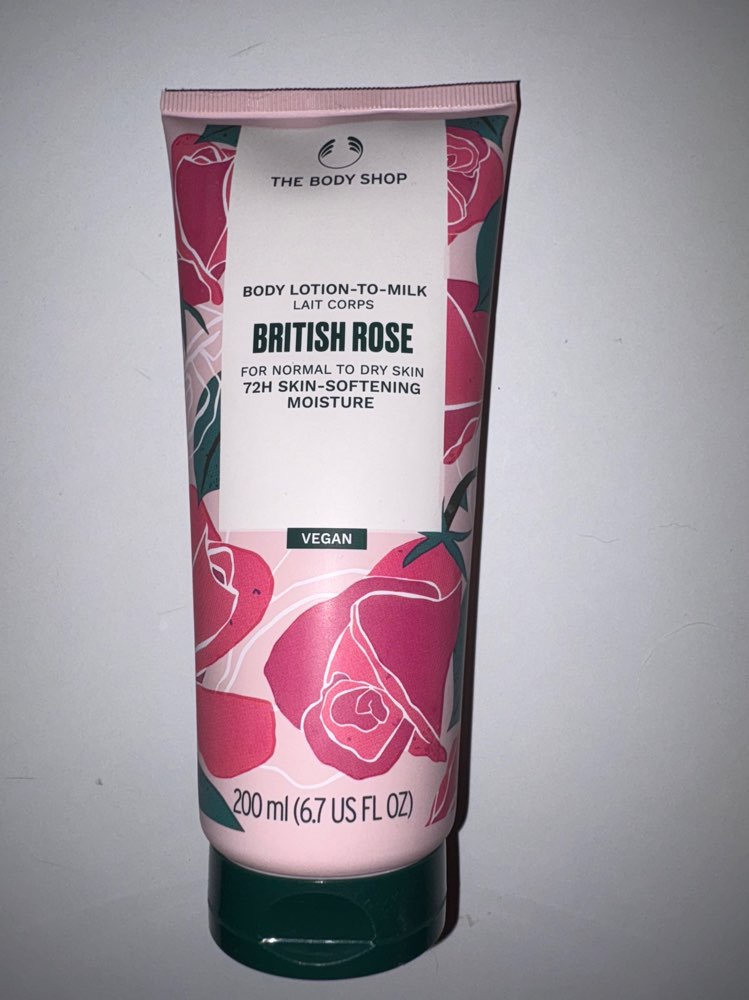 THE BODY SHOP
BODY LOTION-TO-MILK
LAIT CORPS
BRITISH ROSE
FOR NORMAL TO DRY SKIN
72H SKIN-SOFTENING
MOISTURE
VEGAN
200 ml (6.7 US FL OZ)